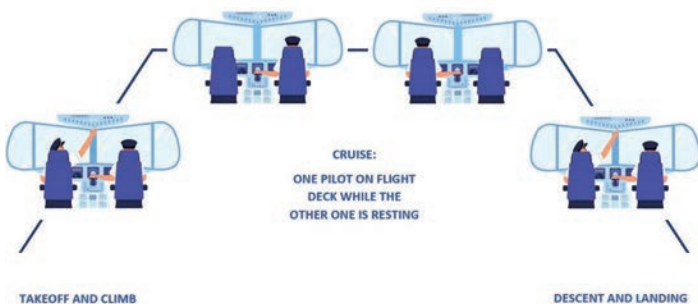 CRUISE:
ONE PILOT ON FLIGHT
DECK WHILE THE
OTHER ONE IS RESTING
TAKEOFF AND CLIMB
DESCENT AND LANDING